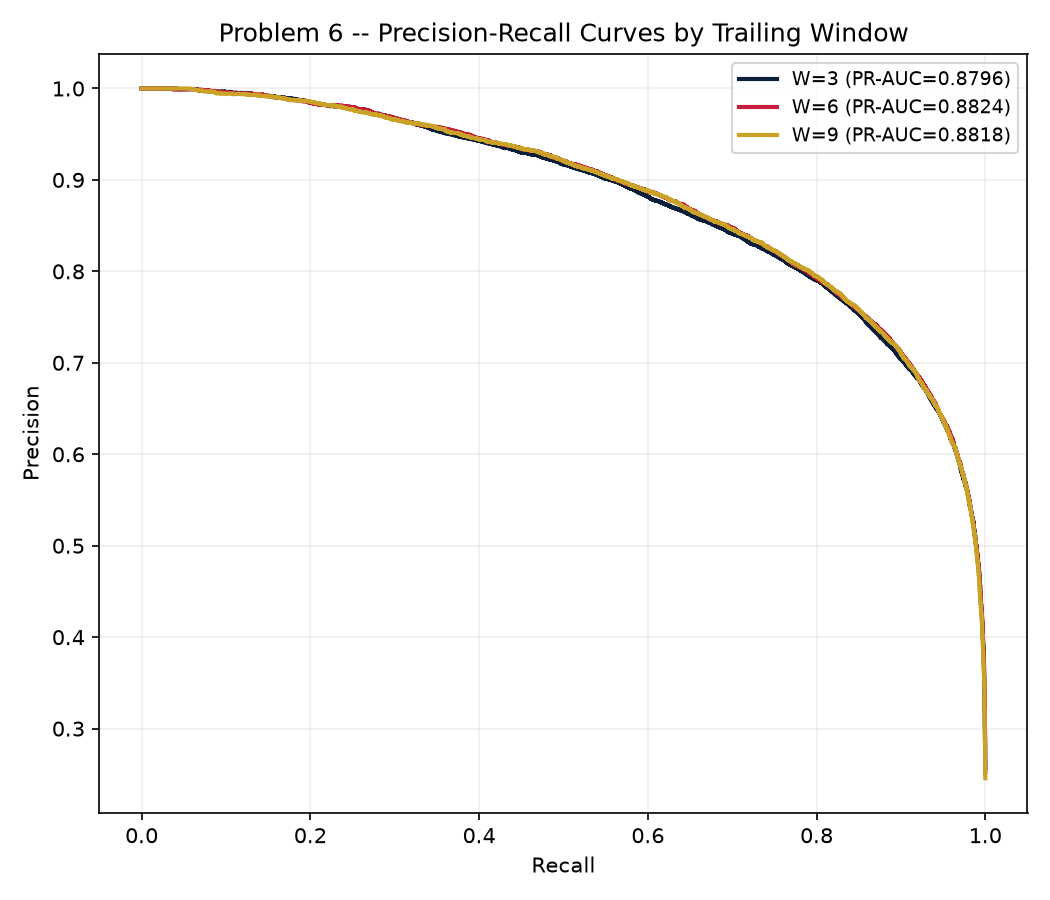 Problem 6 -- Precision-Recall Curves by Trailing Window
W=3 (PR-AUC=0.8796)
W=6 (PR-AUC=0.8824)
W=9 (PR-AUC=0.8818)
1.0
0.9
0.8
0.7
0.6
0.5
0.4
0.3
Precision
0.0 0.2 0.4 0.6 0.8 1.0
Recall